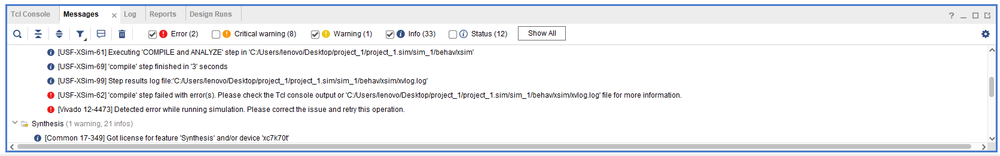 Tcl Console Messages × Log Reports Design Runs ?
Error (2) Critical warning (8) Warning (1) Info (33) Status (12) Show All
[USF-XSim-61] Executing 'COMPILE and ANALYZE' step in 'C:/Users/lenovo/Desktop/project_1/project_1.sim/sim_1/behav/xsim'
[USF-XSim-69] 'compile' step finished in '3' seconds
[USF-XSim-99] Step results log file:'C:/Users/lenovo/Desktop/project_1/project_1.sim/sim_1/behav/xsim/xvlog.log'
[USF-XSim-62] 'compile' step failed with error(s). Please check the Tcl console output or 'C:/Users/lenovo/Desktop/project_1/project_1.sim/sim_1/behav/xsim/xvlog.log' file for more information.
[Vivado 12-4473] Detected error while running simulation. Please correct the issue and retry this operation.
Synthesis (1 warning, 21 infos)
[Common 17-349] Got license for feature 'Synthesis' and/or device 'xc7k70t'